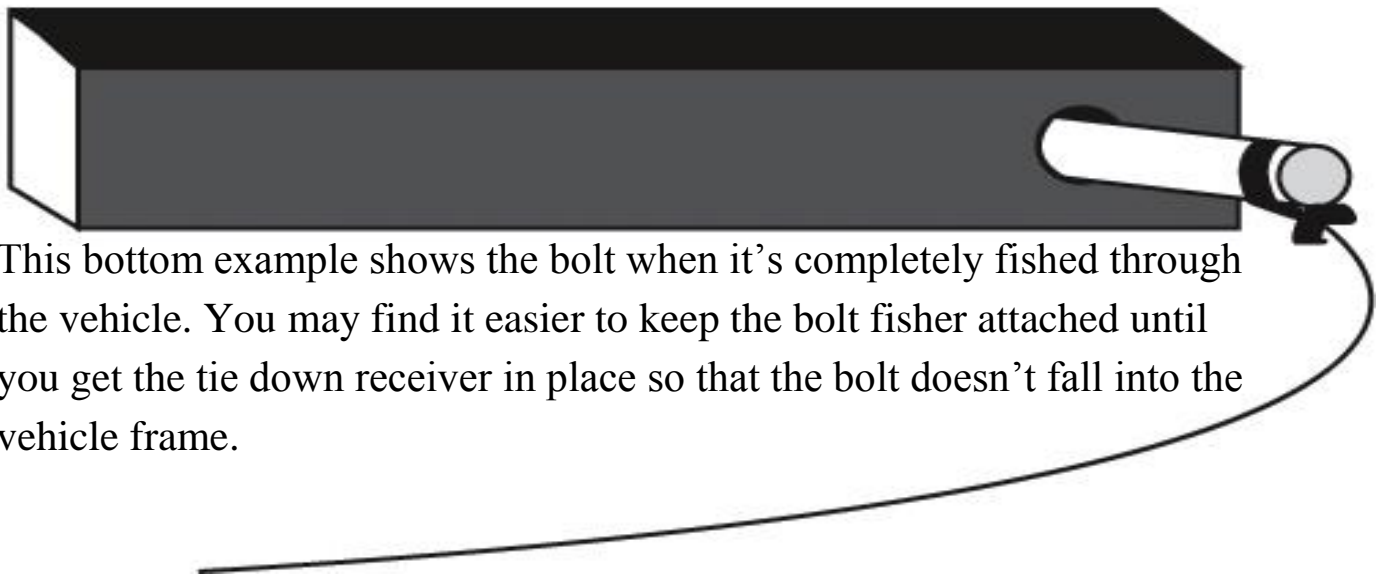 This bottom example shows the bolt when it’s completely fished through
the vehicle. You may find it easier to keep the bolt fisher attached until
you get the tie down receiver in place so that the bolt doesn’t fall into the
vehicle frame.